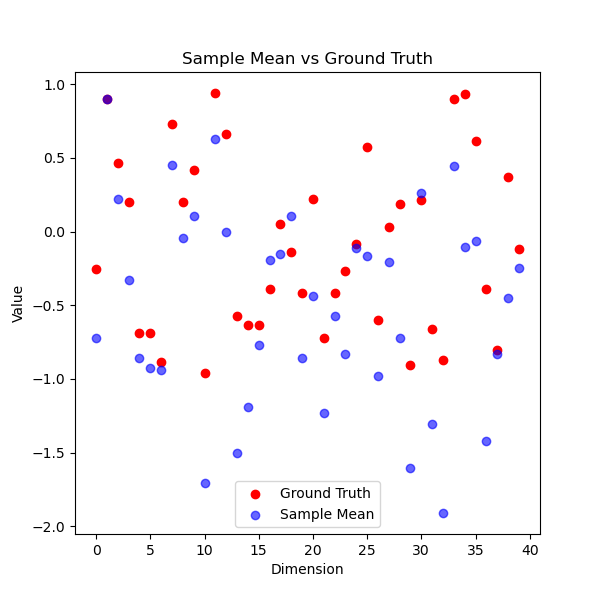 Sample Mean vs Ground Truth
1.0
0.5
0.0
−0.5
−1.0
−1.5
−2.0
Value
Ground Truth
Sample Mean
0 5 10 15 20 25 30 35 40
Dimension